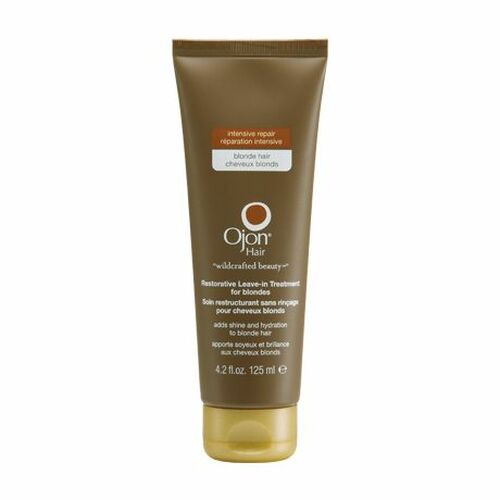 intensive repair
réparation intensive
blonde hair
cheveux blonds
Ojon®
Hair
"wildcrafted beauty"™
Restorative Leave-in Treatment
for blondes
Soin restructurant sans rinçage
pour cheveux blonds
adds shine and hydration
to blonde hair
apporte soyeux et brillance
aux cheveux blonds
4.2 fl.oz. 125 ml ℮